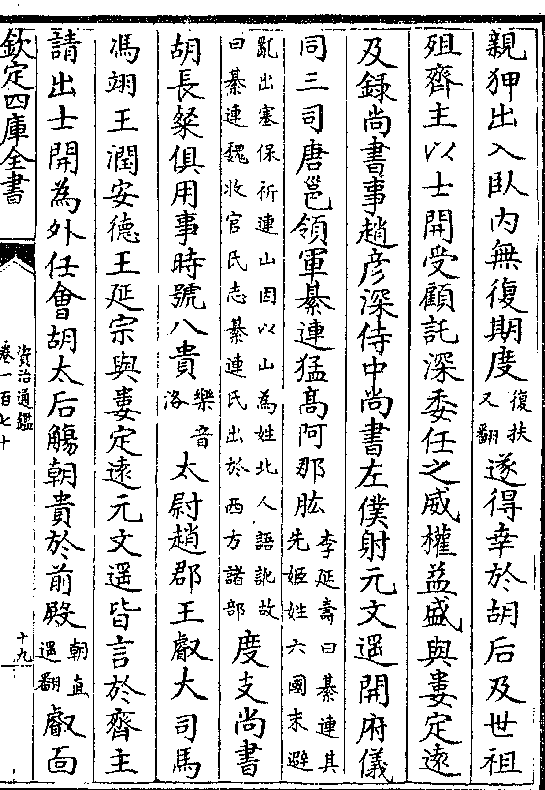 親狎出入臥内無復期度復扶又翻遂得幸於胡后及世祖
殂齊主以士開受顧託深委任之威權益盛與婁定遠
及録尚書事趙彦深侍中尚書左僕射元文遥開府儀
同三司唐邕領軍綦連猛髙阿那肱李延壽曰綦連其先姬姓六國末避
亂出塞保祈連山因以山為姓北人語訛故曰綦連魏收官氏志綦連氏出於西方諸部度支尚書
胡長粲俱用事時號八貴樂音洛太尉趙郡王叡大司馬
馮翊王潤安德王延宗與婁定遠元文遥皆言於齊主
請出士開為外任會胡太后觴朝貴於前殿朝直遥翻叡面
欽定四庫全書
資治通鑑
卷一百七十
十九